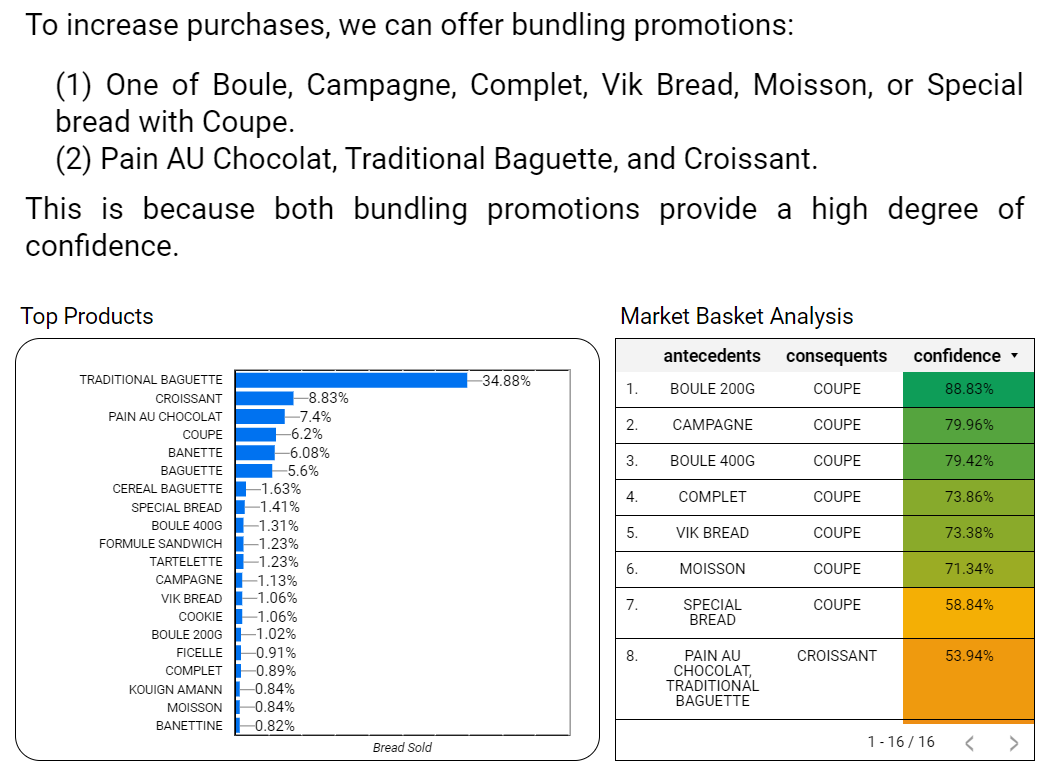 To increase purchases, we can offer bundling promotions:
(1) One of Boule, Campagne, Complet, Vik Bread, Moisson, or Special
bread with Coupe.
(2) Pain AU Chocolat, Traditional Baguette, and Croissant.
This is because both bundling promotions provide a high degree of
confidence.
Top Products
TRADITIONAL BAGUETTE 34.88%
CROISSANT 8.83%
PAIN AU CHOCOLAT 7.4%
COUPE 6.2%
BANETTE 6.08%
BAGUETTE 5.6%
CEREAL BAGUETTE 1.63%
SPECIAL BREAD 1.41%
BOULE 400G 1.31%
FORMULE SANDWICH 1.23%
TARTELETTE 1.23%
CAMPAGNE 1.13%
VIK BREAD 1.06%
COOKIE 1.06%
BOULE 200G 1.02%
FICELLE 0.91%
COMPLET 0.89%
KOUIGN AMANN 0.84%
MOISSON 0.84%
BANETTINE 0.82%
Bread Sold
Market Basket Analysis
antecedents consequents confidence
1. BOULE 200G COUPE 88.83%
2. CAMPAGNE COUPE 79.96%
3. BOULE 400G COUPE 79.42%
4. COMPLET COUPE 73.86%
5. VIK BREAD COUPE 73.38%
6. MOISSON COUPE 71.34%
7. SPECIAL COUPE 58.84%
BREAD
8. PAIN AU CROISSANT 53.94%
CHOCOLAT,
TRADITIONAL
BAGUETTE
1 - 16 / 16